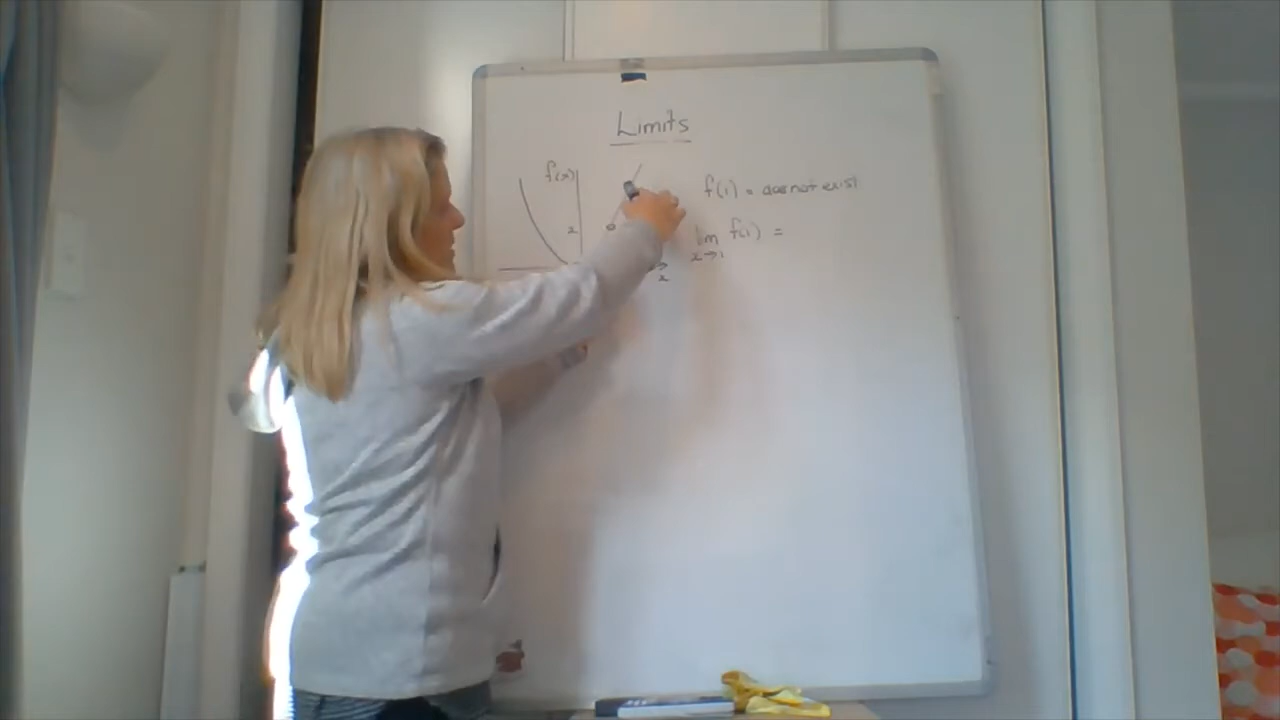 Limits
f(x)
f(1) = does not exist
2
lim f(1) =
x→1
x